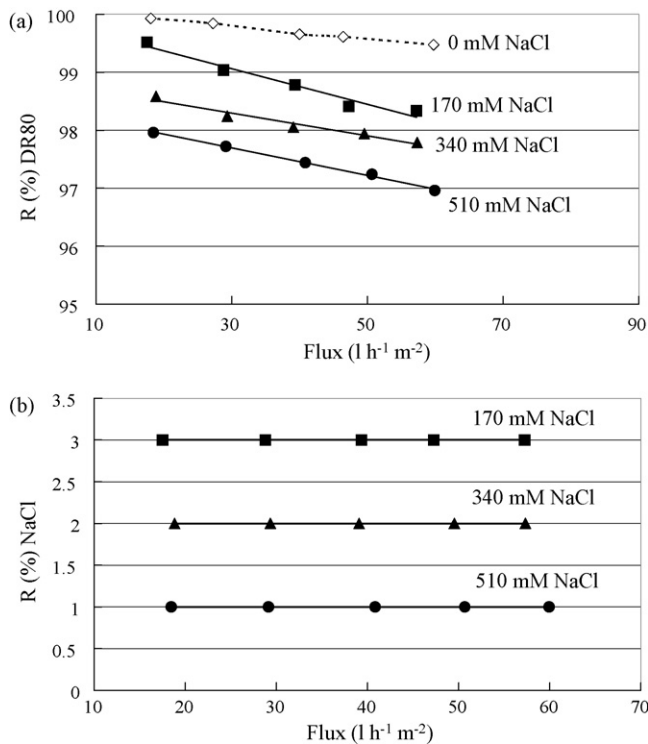 (a)
100
99
98
97
96
95
R (%) DR80
0 mM NaCl
170 mM NaCl
340 mM NaCl
510 mM NaCl
10 30 50 70 90
Flux (l h⁻¹ m⁻²)
(b)
3.5
3
2.5
2
1.5
1
0.5
0
R (%) NaCl
170 mM NaCl
340 mM NaCl
510 mM NaCl
10 20 30 40 50 60 70
Flux (l h⁻¹ m⁻²)